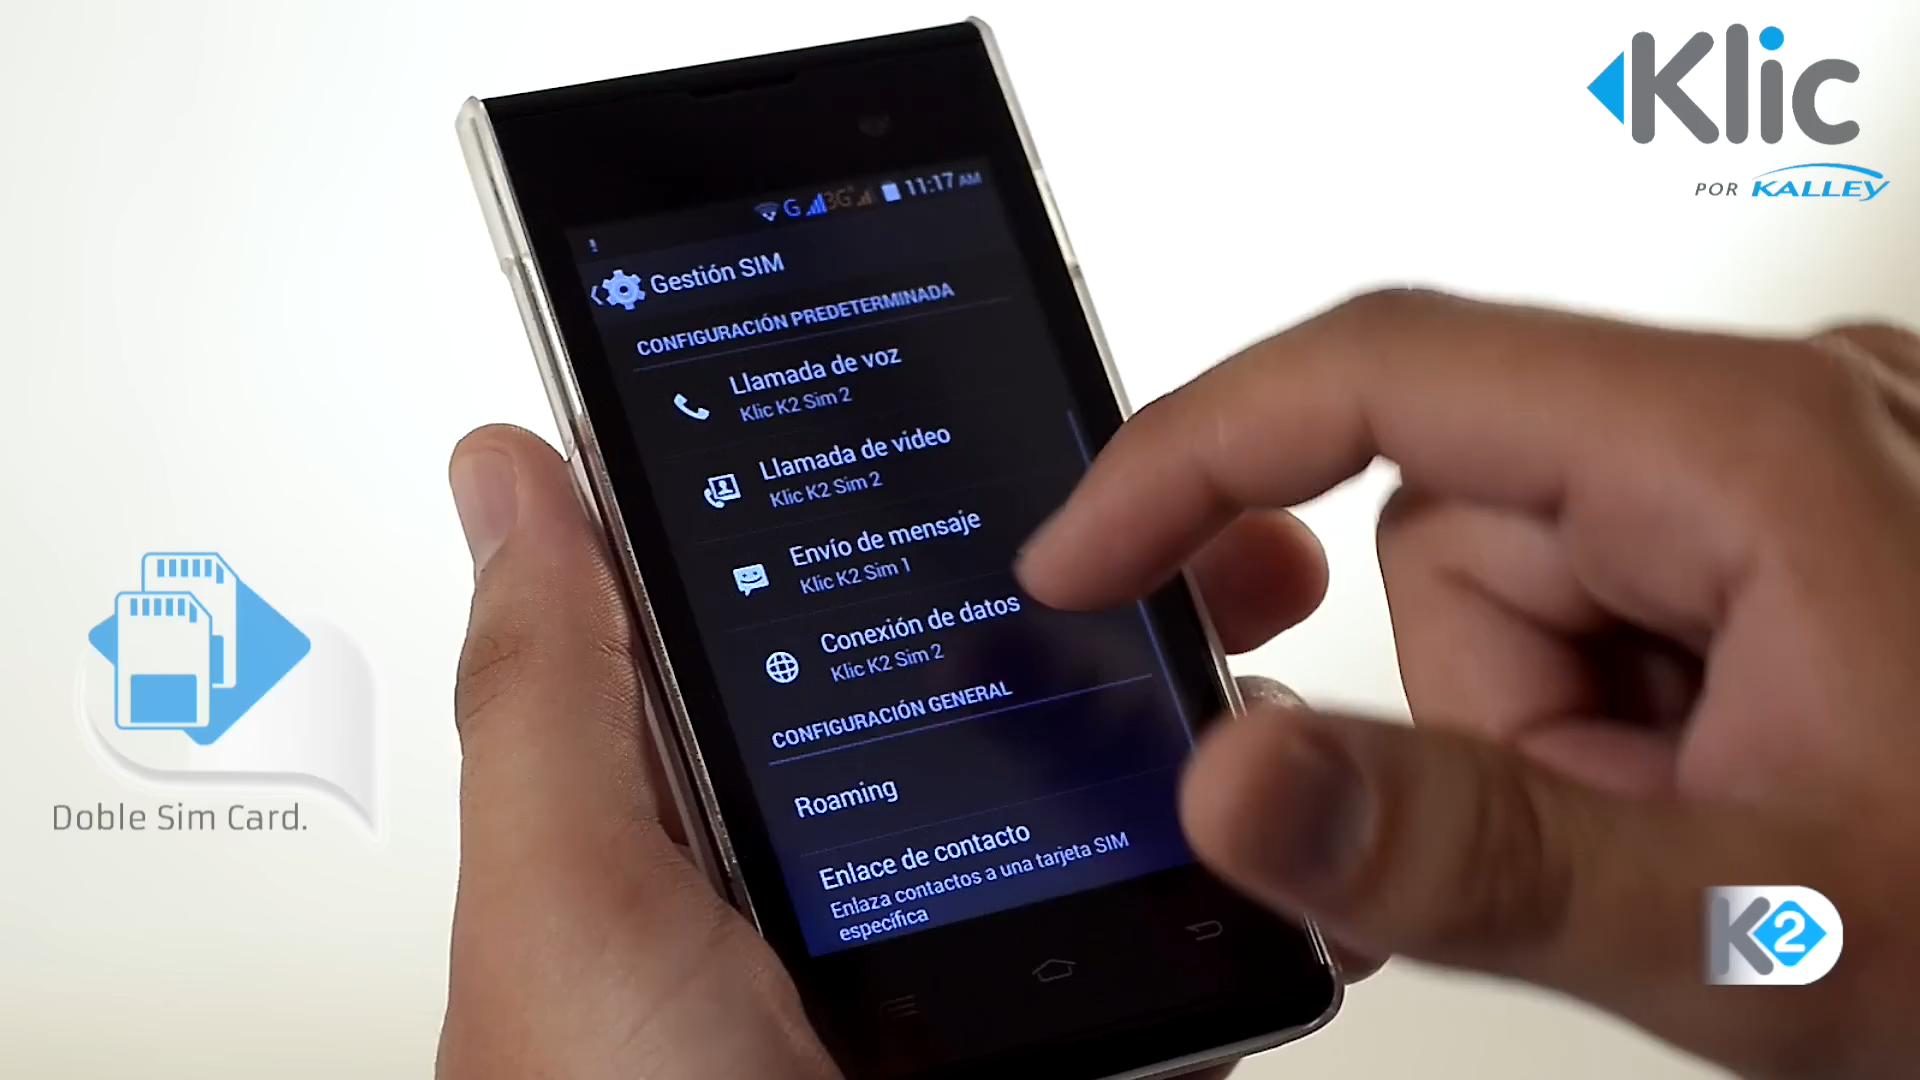 Klic
POR KALLEY
G 3G 11:17 AM
Gestión SIM
CONFIGURACIÓN PREDETERMINADA
Llamada de voz
Klic K2 Sim 2
Llamada de video
Klic K2 Sim 2
Envío de mensaje
Klic K2 Sim 1
Conexión de datos
Klic K2 Sim 2
CONFIGURACIÓN GENERAL
Roaming
Enlace de contacto
Enlaza contactos a una tarjeta SIM
específica
Doble Sim Card.
K2